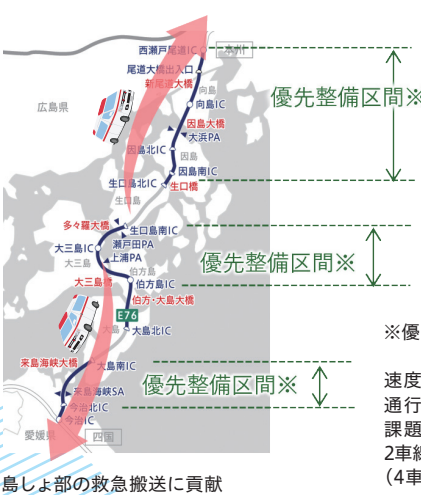 西瀬戸尾道IC
本州
尾道大橋出入口
新尾道大橋
向島
向島IC
広島県
優先整備区間※
因島大橋
大浜PA
因島北IC
因島
因島南IC
生口島北IC
生口橋
生口島
多々羅大橋
生口島南IC
瀬戸田PA
大三島IC
上浦PA
大三島
伯方島
優先整備区間※
大三島橋
伯方島IC
伯方・大島大橋
E76
大島
大島北IC
※優
来島海峡大橋
大島南IC
優先整備区間※
来島海峡SA
今治北IC
今治IC
愛媛県
四国
速度
通行
課題
2車線
(4車
島しょ部の救急搬送に貢献